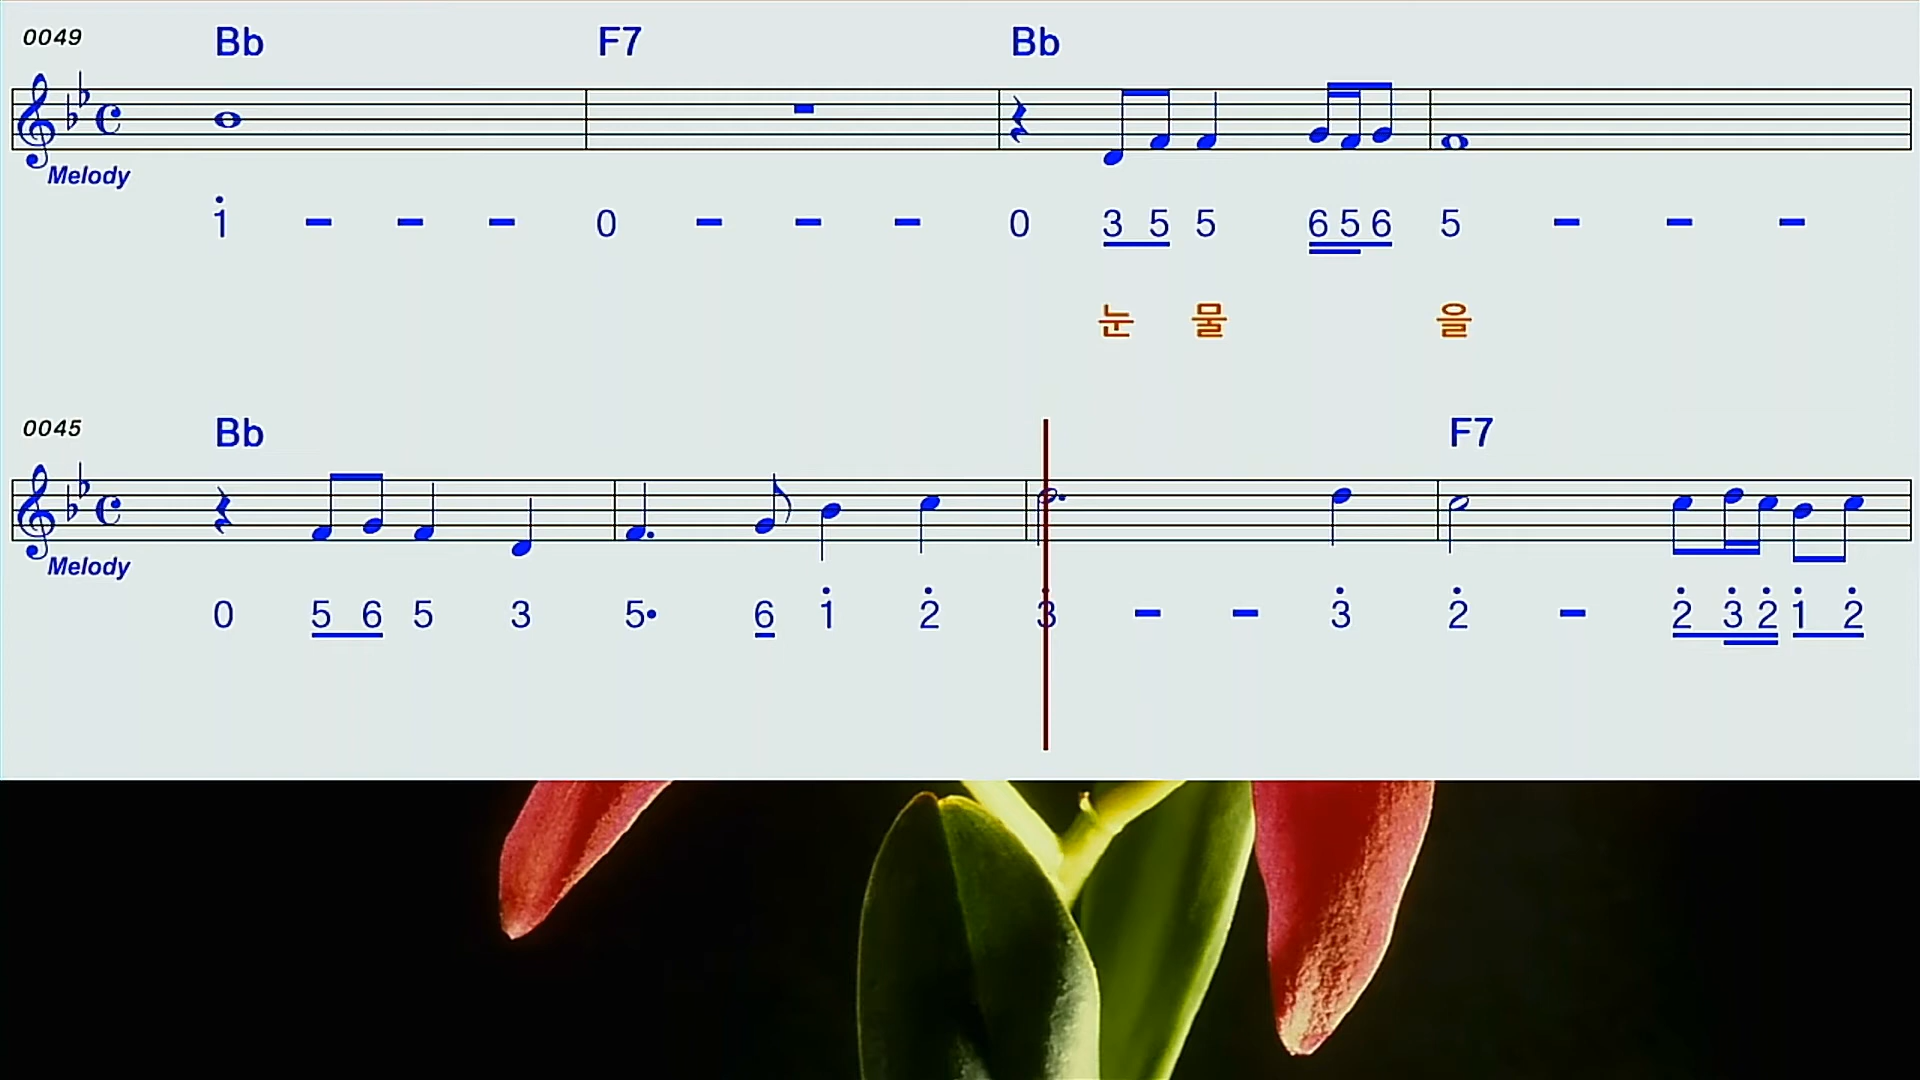 0049 Bb F7 Bb
Melody
1̇ - - - 0 - - - 0 3 5 5 6 5 6 5 - - -
눈 물 을
0045 Bb F7
Melody
0 5 6 5 3 5• 6 1̇ 2̇ 3̇ - - 3̇ 2̇ - 2̇ 3̇ 2̇ 1̇ 2̇